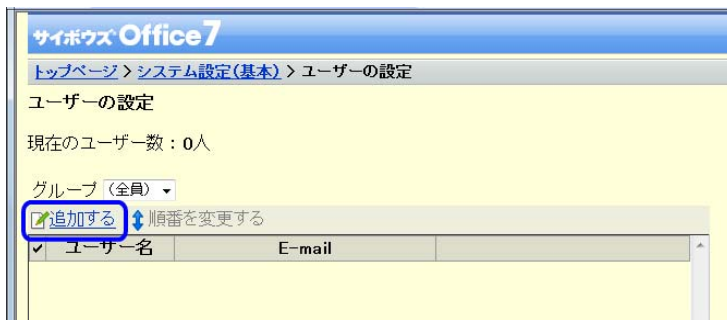 サイボウズ Office 7
トップページ > システム設定(基本) > ユーザーの設定
ユーザーの設定
現在のユーザー数：0人
グループ (全員)
追加する 順番を変更する
ユーザー名 E-mail